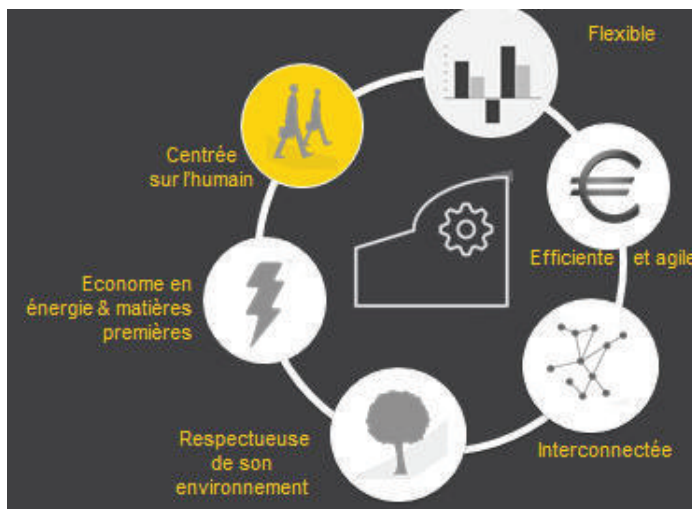 Flexible
Centrée
sur l'humain
Efficiente et agile
Econome en
énergie & matières
premières
Interconnectée
Respectueuse
de son
environnement